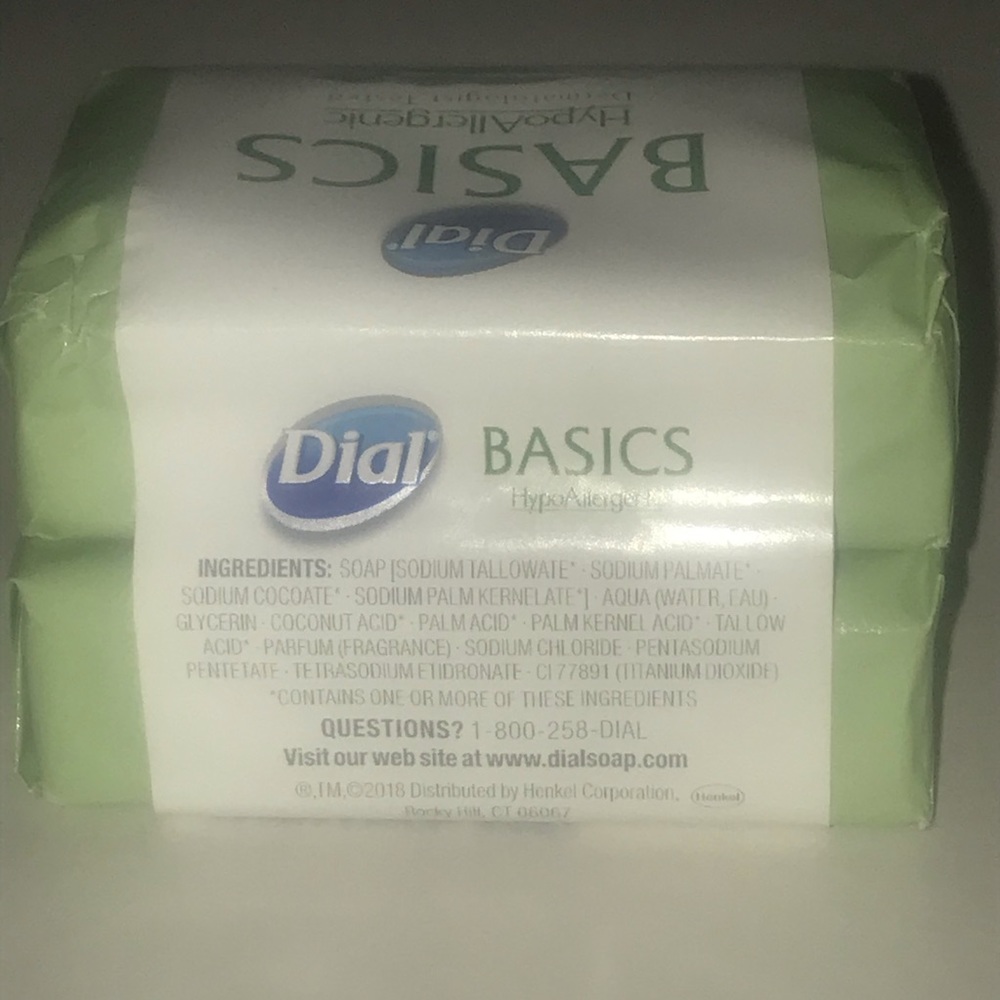 Dermatologist Tested
HypoAllergenic
BASICS
Dial
Dial
BASICS
HypoAllergenic
INGREDIENTS: SOAP [SODIUM TALLOWATE* · SODIUM PALMATE* ·
SODIUM COCOATE* · SODIUM PALM KERNELATE*] · AQUA (WATER, EAU) ·
GLYCERIN · COCONUT ACID* · PALM ACID* · PALM KERNEL ACID* · TALLOW
ACID* · PARFUM (FRAGRANCE) · SODIUM CHLORIDE · PENTASODIUM
PENTETATE · TETRASODIUM ETIDRONATE · CI 77891 (TITANIUM DIOXIDE)
*CONTAINS ONE OR MORE OF THESE INGREDIENTS
QUESTIONS? 1-800-258-DIAL
Visit our web site at www.dialsoap.com
®,TM,©2018 Distributed by Henkel Corporation, Henkel
Rocky Hill, CT 06067